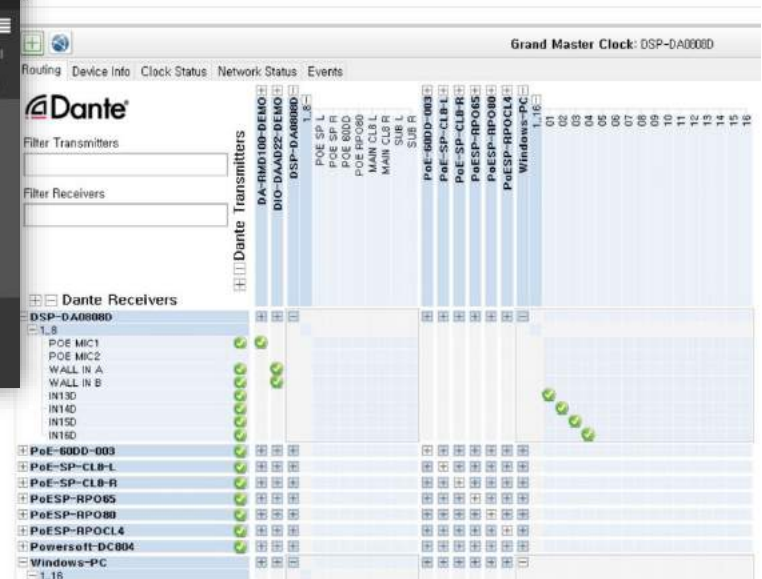 Grand Master Clock: DSP-DA0808D
Routing Device Info Clock Status Network Status Events
Dante
Filter Transmitters
Filter Receivers
Dante Transmitters
DA-RMD100-DEMO
DIO-DAAD22-DEMO
DSP-DA0808D
1..8
POE SP L
POE SP R
POE 60DD
POE RPO80
MAIN CL8 L
MAIN CL8 R
SUB L
SUB R
PoE-60DD-003
PoE-SP-CL8-L
PoE-SP-CL8-R
PoESP-RPO65
PoESP-RPO80
PoESP-RPOCL4
Windows-PC
1..16
01
02
03
04
05
06
07
08
09
10
11
12
13
14
15
16
Dante Receivers
DSP-DA0808D
1..8
POE MIC1
POE MIC2
WALL IN A
WALL IN B
IN13D
IN14D
IN15D
IN16D
PoE-60DD-003
PoE-SP-CL8-L
PoE-SP-CL8-R
PoESP-RPO65
PoESP-RPO80
PoESP-RPOCL4
Powersoft-DC804
Windows-PC
1..16